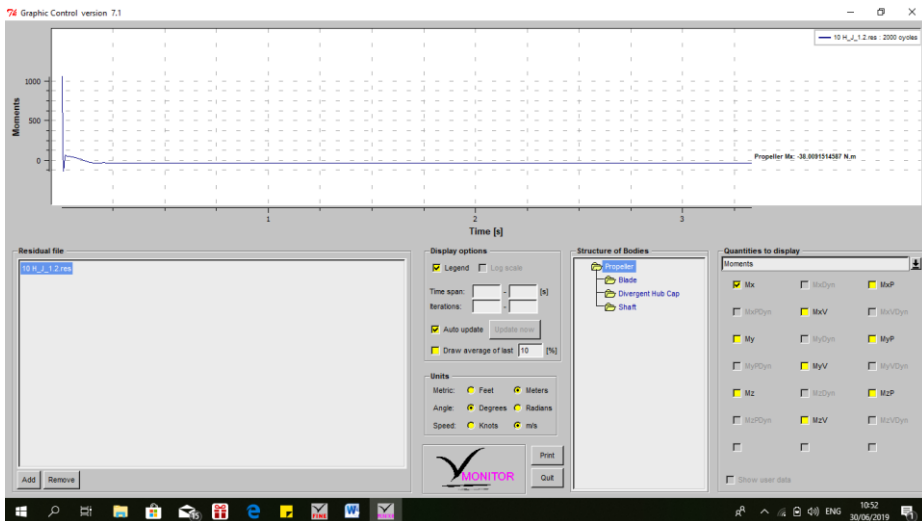 Graphic Control version 7.1
10 H_J_1.2.res : 2000 cycles
Moments
1000
500
0
Propeller Mx: -38.0091514587 N.m
1
2
3
Time [s]
Residual file
10 H_J_1.2.res
Add
Remove
Display options
Legend
Log scale
Time span:
-
[s]
Iterations:
-
Auto update
Update now
Draw average of last
10
[%]
Units
Metric:
Feet
Meters
Angle:
Degrees
Radians
Speed:
Knots
m/s
MONITOR
Print
Quit
Structure of Bodies
Propeller
Blade
Divergent Hub Cap
Shaft
Quantities to display
Moments
Mx
MxDyn
MxP
MxPDyn
MxV
MxVDyn
My
MyDyn
MyP
MyPDyn
MyV
MyVDyn
Mz
MzDyn
MzP
MzPDyn
MzV
MzVDyn
Show user data
FINE
ENG
10:52
30/06/2019